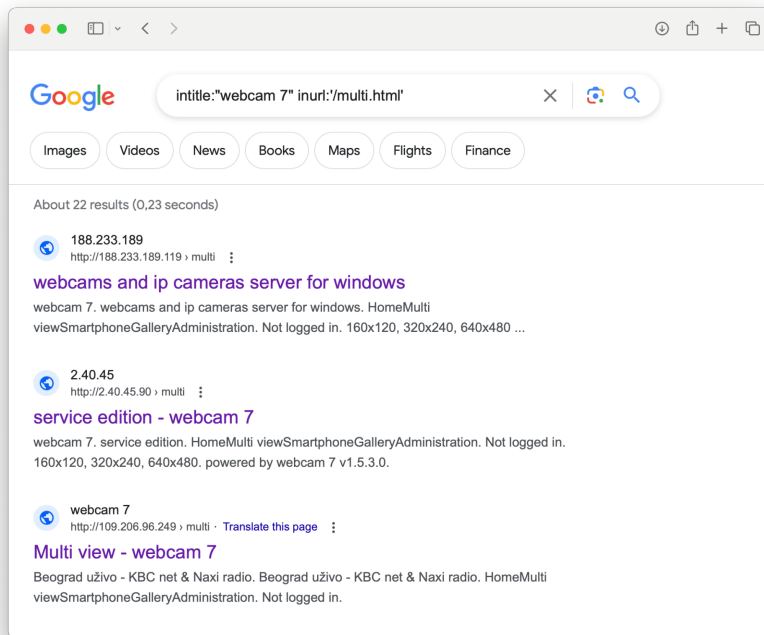 Google
intitle:"webcam 7" inurl:'/multi.html'
Images Videos News Books Maps Flights Finance
About 22 results (0,23 seconds)
188.233.189
http://188.233.189.119 › multi
webcams and ip cameras server for windows
webcam 7. webcams and ip cameras server for windows. HomeMulti
viewSmartphoneGalleryAdministration. Not logged in. 160x120, 320x240, 640x480 ...
2.40.45
http://2.40.45.90 › multi
service edition - webcam 7
webcam 7. service edition. HomeMulti viewSmartphoneGalleryAdministration. Not logged in.
160x120, 320x240, 640x480. powered by webcam 7 v1.5.3.0.
webcam 7
http://109.206.96.249 › multi · Translate this page
Multi view - webcam 7
Beograd uživo - KBC net & Naxi radio. Beograd uživo - KBC net & Naxi radio. HomeMulti
viewSmartphoneGalleryAdministration. Not logged in.